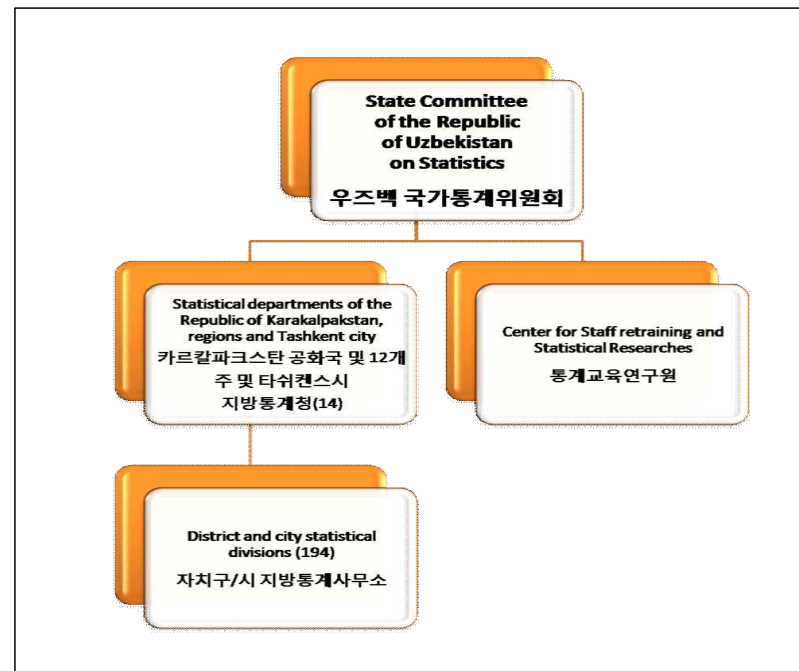 State Committee
of the Republic
of Uzbekistan
on Statistics
우즈백 국가통계위원회
Statistical departments of the
Republic of Karakalpakstan,
regions and Tashkent city
카르칼파크스탄 공화국 및 12개
주 및 타쉬켄스시
지방통계청(14)
Center for Staff retraining and
Statistical Researches
통계교육연구원
District and city statistical
divisions (194)
자치구/시 지방통계사무소